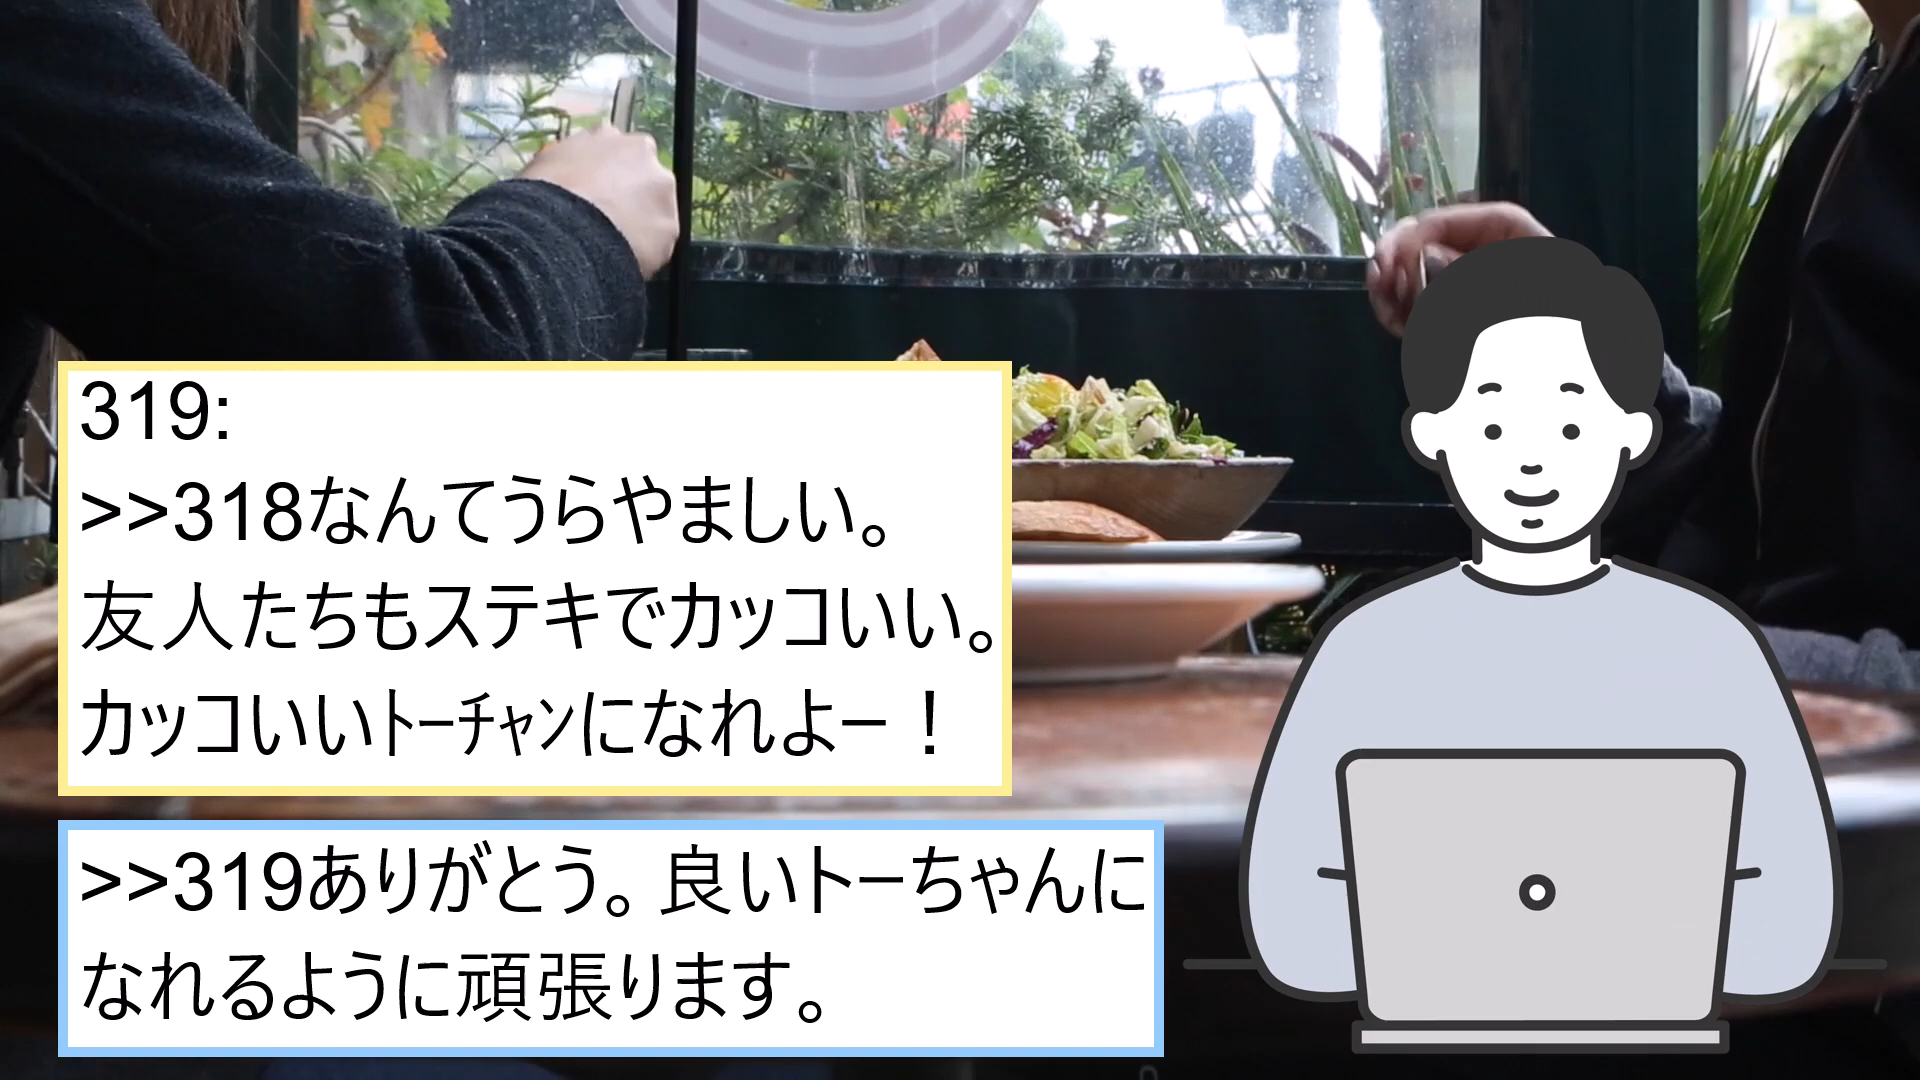 319:
>>318なんてうらやましい。
友人たちもステキでカッコいい。
カッコいいﾄｰﾁｬﾝになれよー！
>>319ありがとう。良いトーちゃんに
なれるように頑張ります。